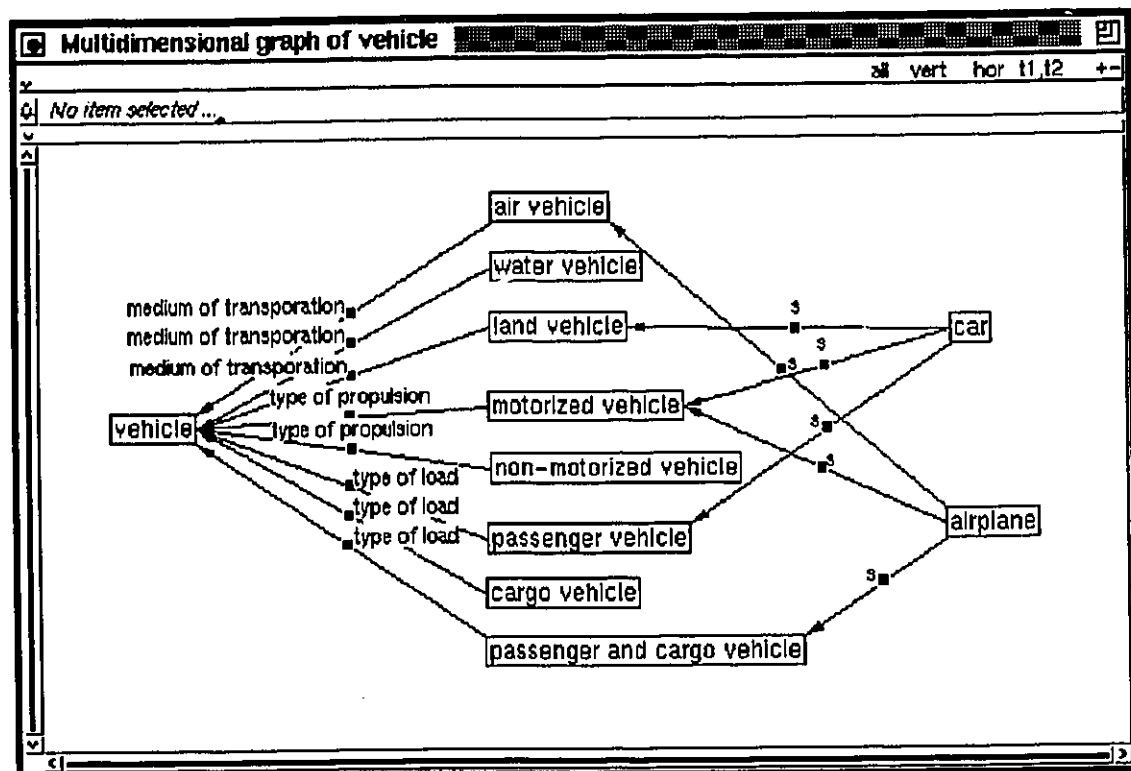 Multidimensional graph of vehicle
all vert hor t1,t2 +-
No item selected ...
air vehicle
water vehicle
medium of transporation
medium of transporation
land vehicle
s
car
s
medium of transporation
s
type of propulsion
motorized vehicle
vehicle
type of propulsion
s
non-motorized vehicle
s
type of load
type of load
airplane
type of load
passenger vehicle
s
cargo vehicle
passenger and cargo vehicle